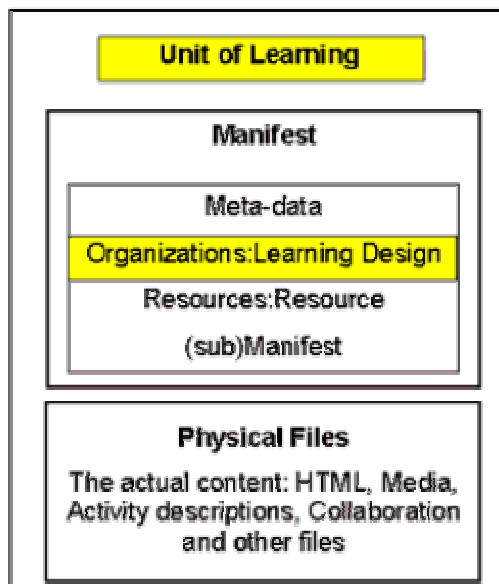 Unit of Learning
Manifest
Meta-data
Organizations:Learning Design
Resources:Resource
(sub)Manifest
Physical Files
The actual content: HTML, Media,
Activity descriptions, Collaboration
and other files